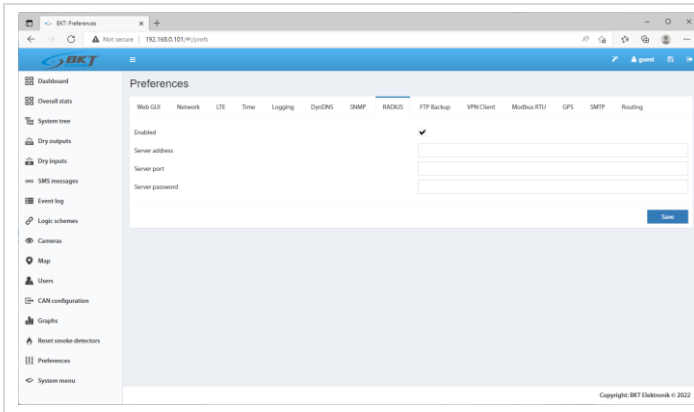 BKT: Preferences
Not secure 192.168.0.101/#!/prefs
BKT
guest
Dashboard
Overall stats
System tree
Dry outputs
Dry inputs
SMS messages
Event log
Logic schemes
Cameras
Map
Users
CAN configuration
Graphs
Reset smoke detectors
Preferences
System menu
Preferences
Web GUI Network LTE Time Logging DynDNS SNMP RADIUS FTP Backup VPN Client Modbus RTU GPS SMTP Routing
Enabled
Server address
Server port
Server password
Save
Copyright: BKT Elektronik © 2022